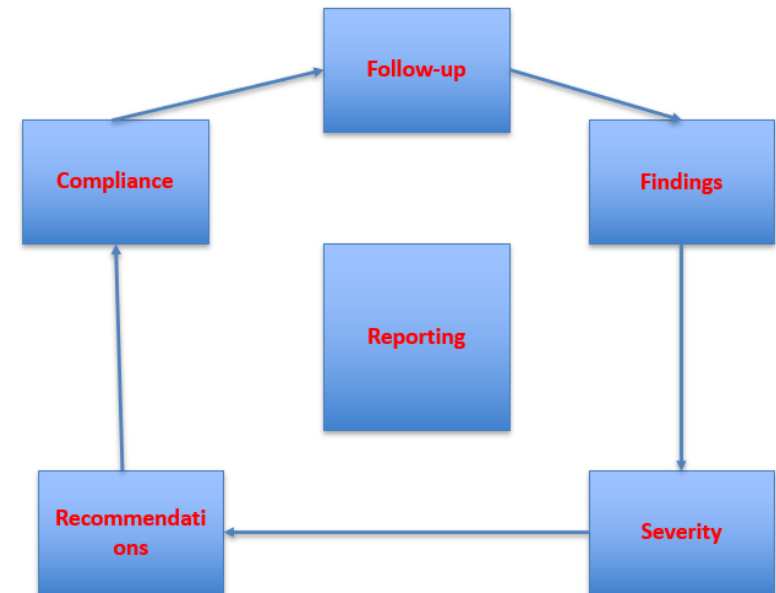 Follow-up
Compliance
Findings
Reporting
Recommendati
ons
Severity